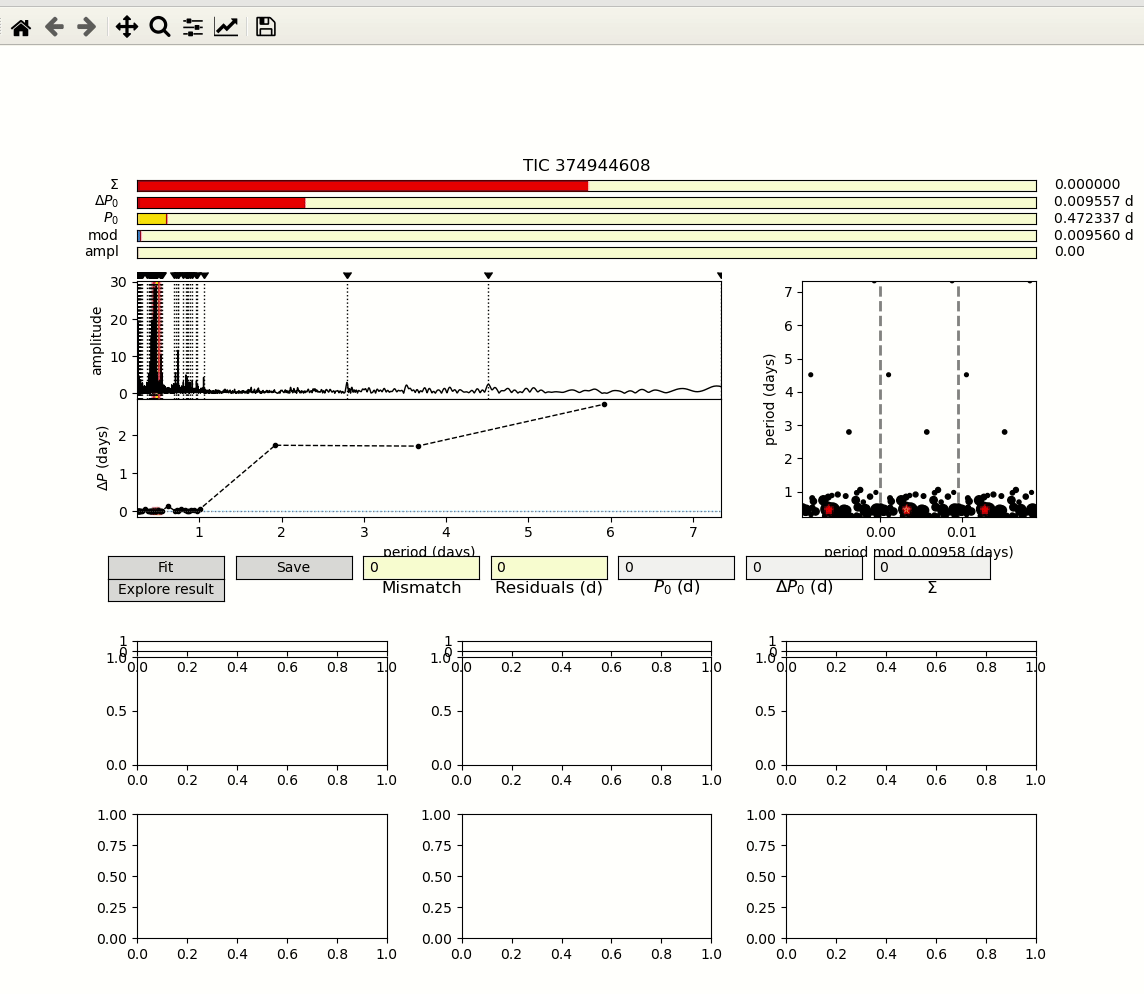 TIC 374944608
Σ 0.000000
ΔP₀ 0.009557 d
P₀ 0.472337 d
mod 0.009560 d
ampl 0.00
30
20
10
0
amplitude
2
1
0
ΔP (days)
1 2 3 4 5 6 7
period (days)
7
6
5
4
3
2
1
period (days)
0.00 0.01
period mod 0.00958 (days)
Fit Save 0 0 0 0 0
Explore result Mismatch Residuals (d) P₀ (d) ΔP₀ (d) Σ
1 1 1
0 0 0
1.0 1.0 1.0
0.0 0.2 0.4 0.6 0.8 1.0 0.0 0.2 0.4 0.6 0.8 1.0 0.0 0.2 0.4 0.6 0.8 1.0
0.5 0.5 0.5
0.0 0.0 0.0
0.0 0.2 0.4 0.6 0.8 1.0 0.0 0.2 0.4 0.6 0.8 1.0 0.0 0.2 0.4 0.6 0.8 1.0
1.00 1.00 1.00
0.75 0.75 0.75
0.50 0.50 0.50
0.25 0.25 0.25
0.00 0.00 0.00
0.0 0.2 0.4 0.6 0.8 1.0 0.0 0.2 0.4 0.6 0.8 1.0 0.0 0.2 0.4 0.6 0.8 1.0